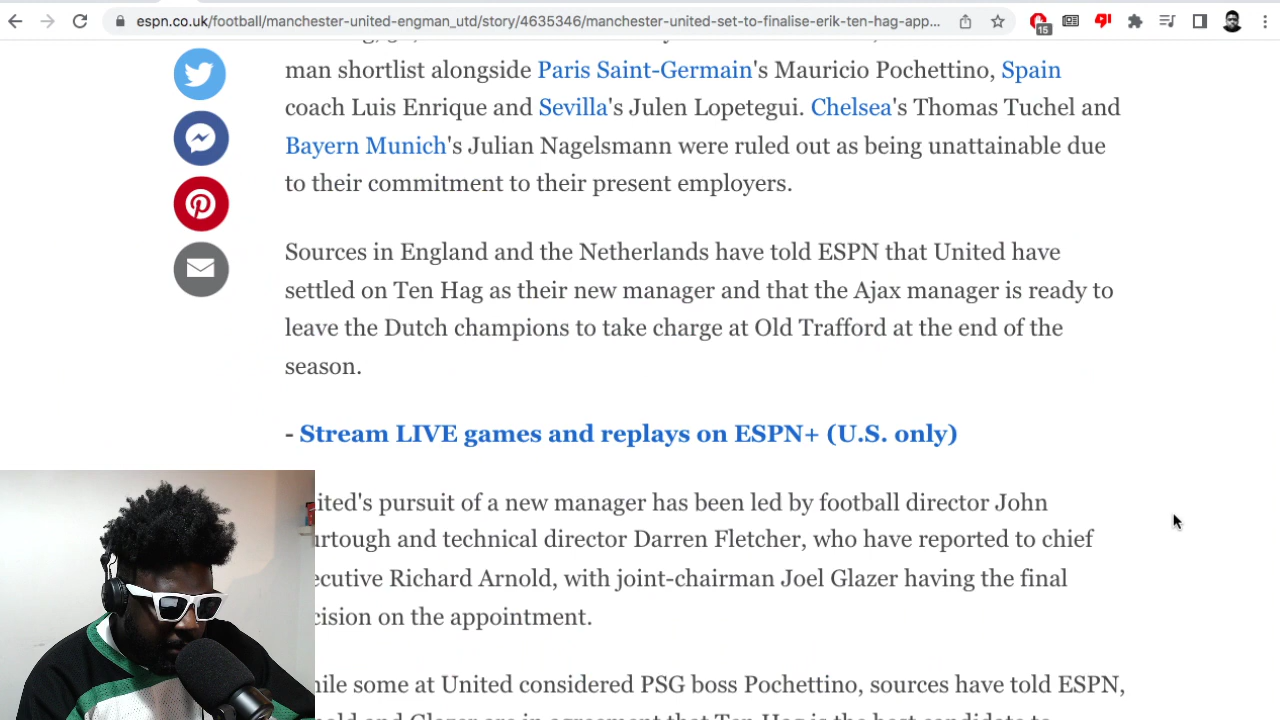 espn.co.uk/football/manchester-united-engman_utd/story/4635346/manchester-united-set-to-finalise-erik-ten-hag-app...
15
man shortlist alongside Paris Saint-Germain's Mauricio Pochettino, Spain
coach Luis Enrique and Sevilla's Julen Lopetegui. Chelsea's Thomas Tuchel and
Bayern Munich's Julian Nagelsmann were ruled out as being unattainable due
to their commitment to their present employers.
Sources in England and the Netherlands have told ESPN that United have
settled on Ten Hag as their new manager and that the Ajax manager is ready to
leave the Dutch champions to take charge at Old Trafford at the end of the
season.
- Stream LIVE games and replays on ESPN+ (U.S. only)
ited's pursuit of a new manager has been led by football director John
urtough and technical director Darren Fletcher, who have reported to chief
ecutive Richard Arnold, with joint-chairman Joel Glazer having the final
cision on the appointment.
hile some at United considered PSG boss Pochettino, sources have told ESPN,
and Glazer are in agreement that Ten Hag is the best candidate to